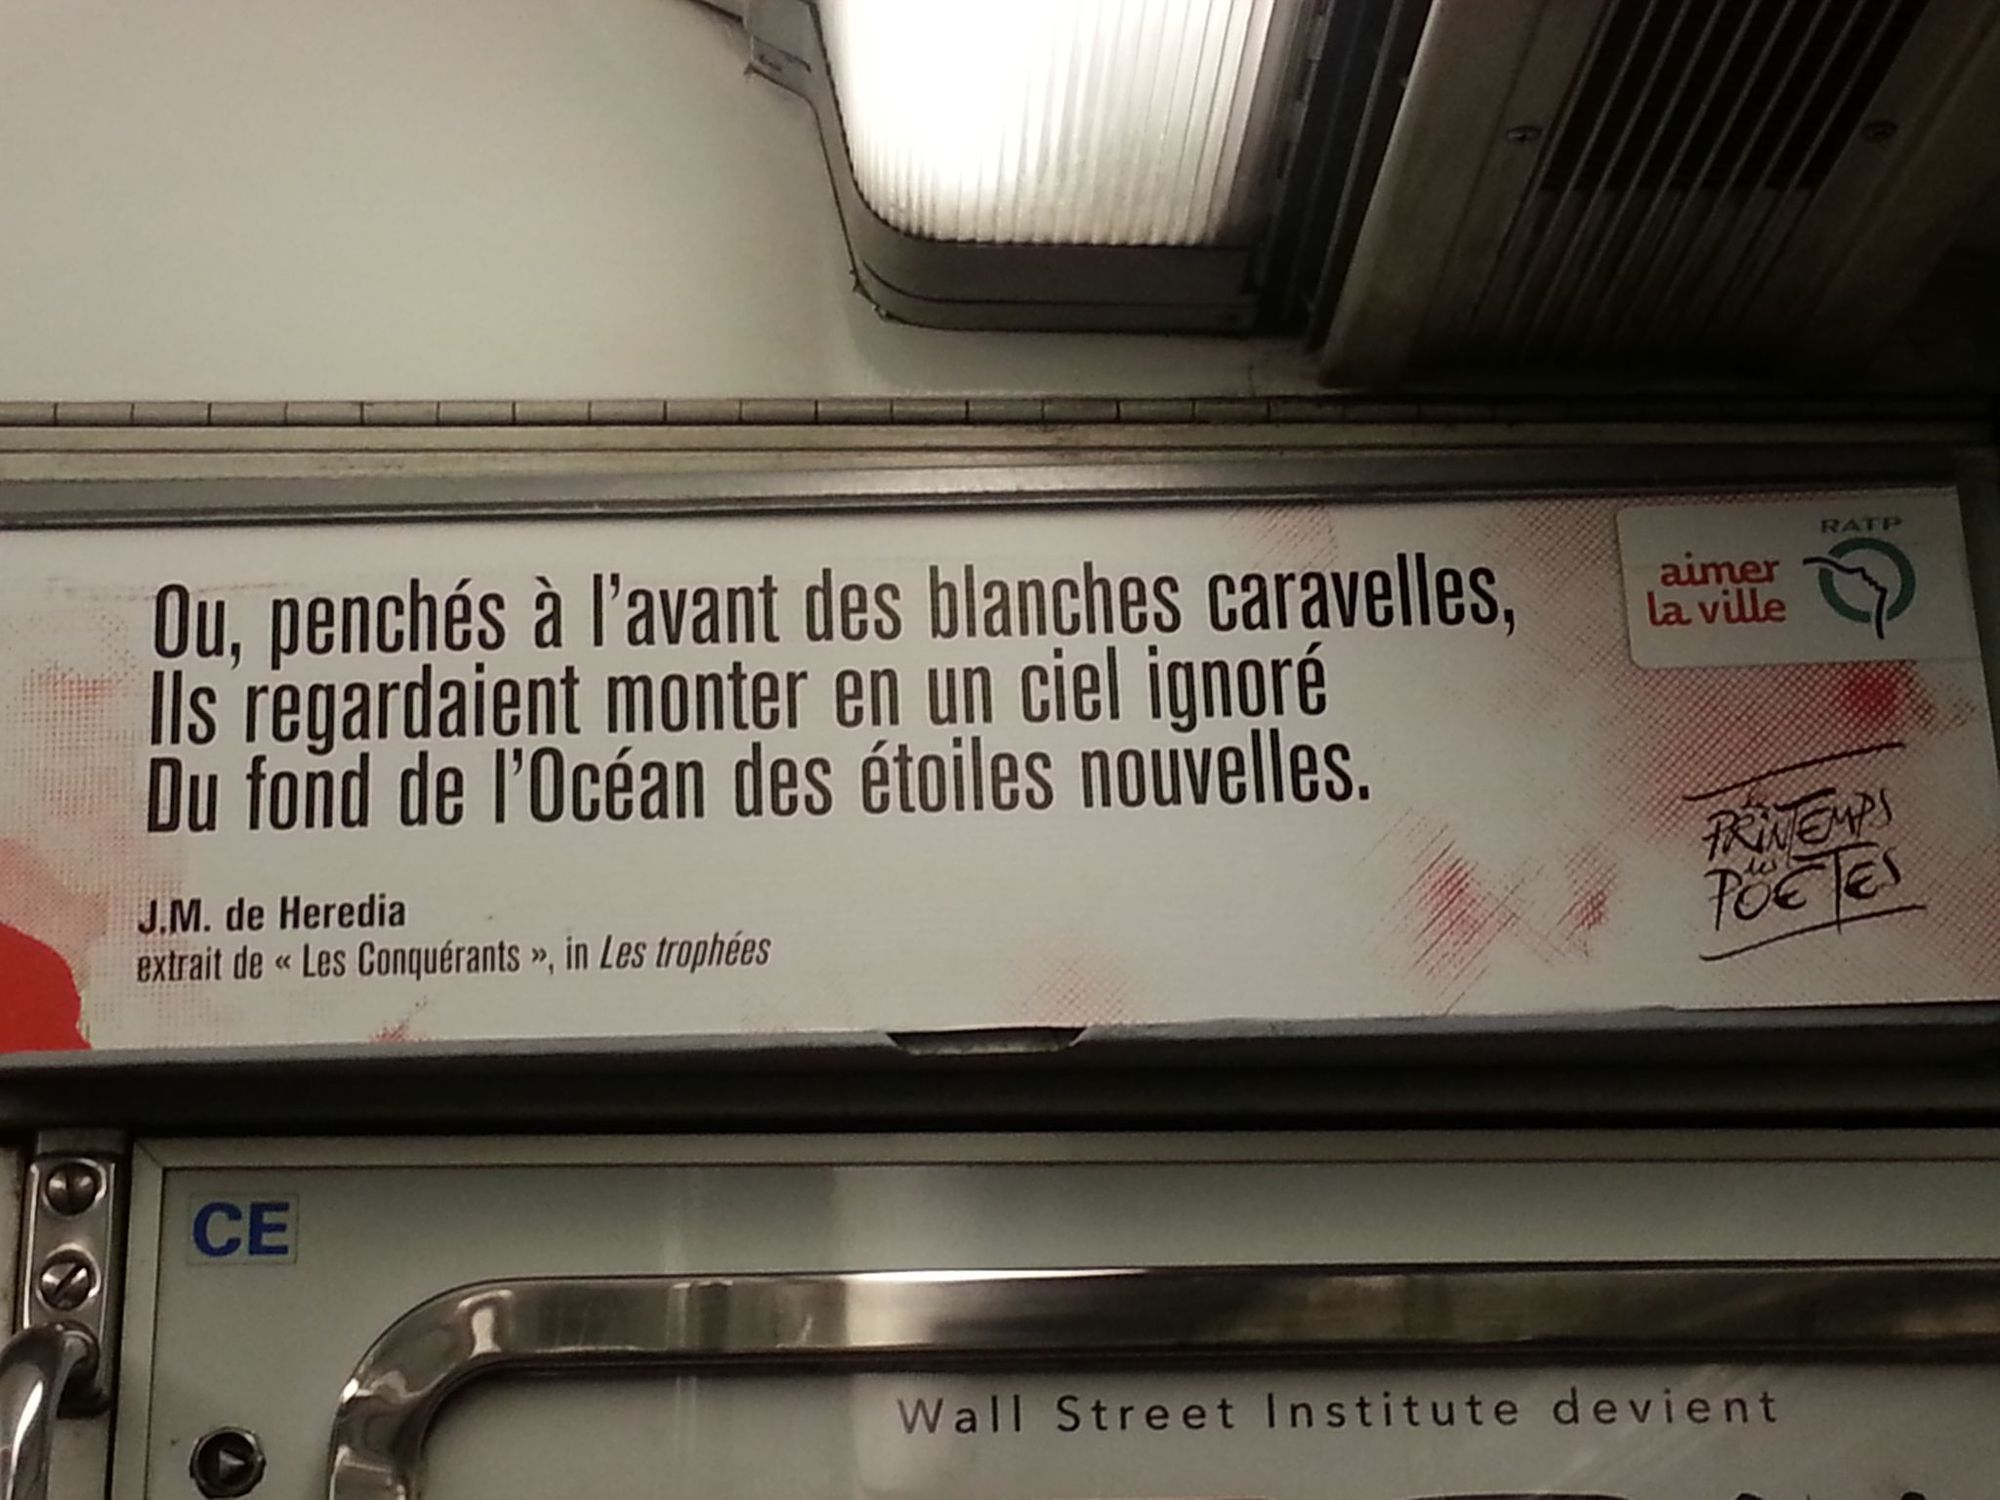 Ou, penchés à l'avant des blanches caravelles,
Ils regardaient monter en un ciel ignoré
Du fond de l'Océan des étoiles nouvelles.
J.M. de Heredia
extrait de « Les Conquérants », in Les trophées
RATP
aimer
la ville
PRINTEMPS
des
POETES
CE
Wall Street Institute devient